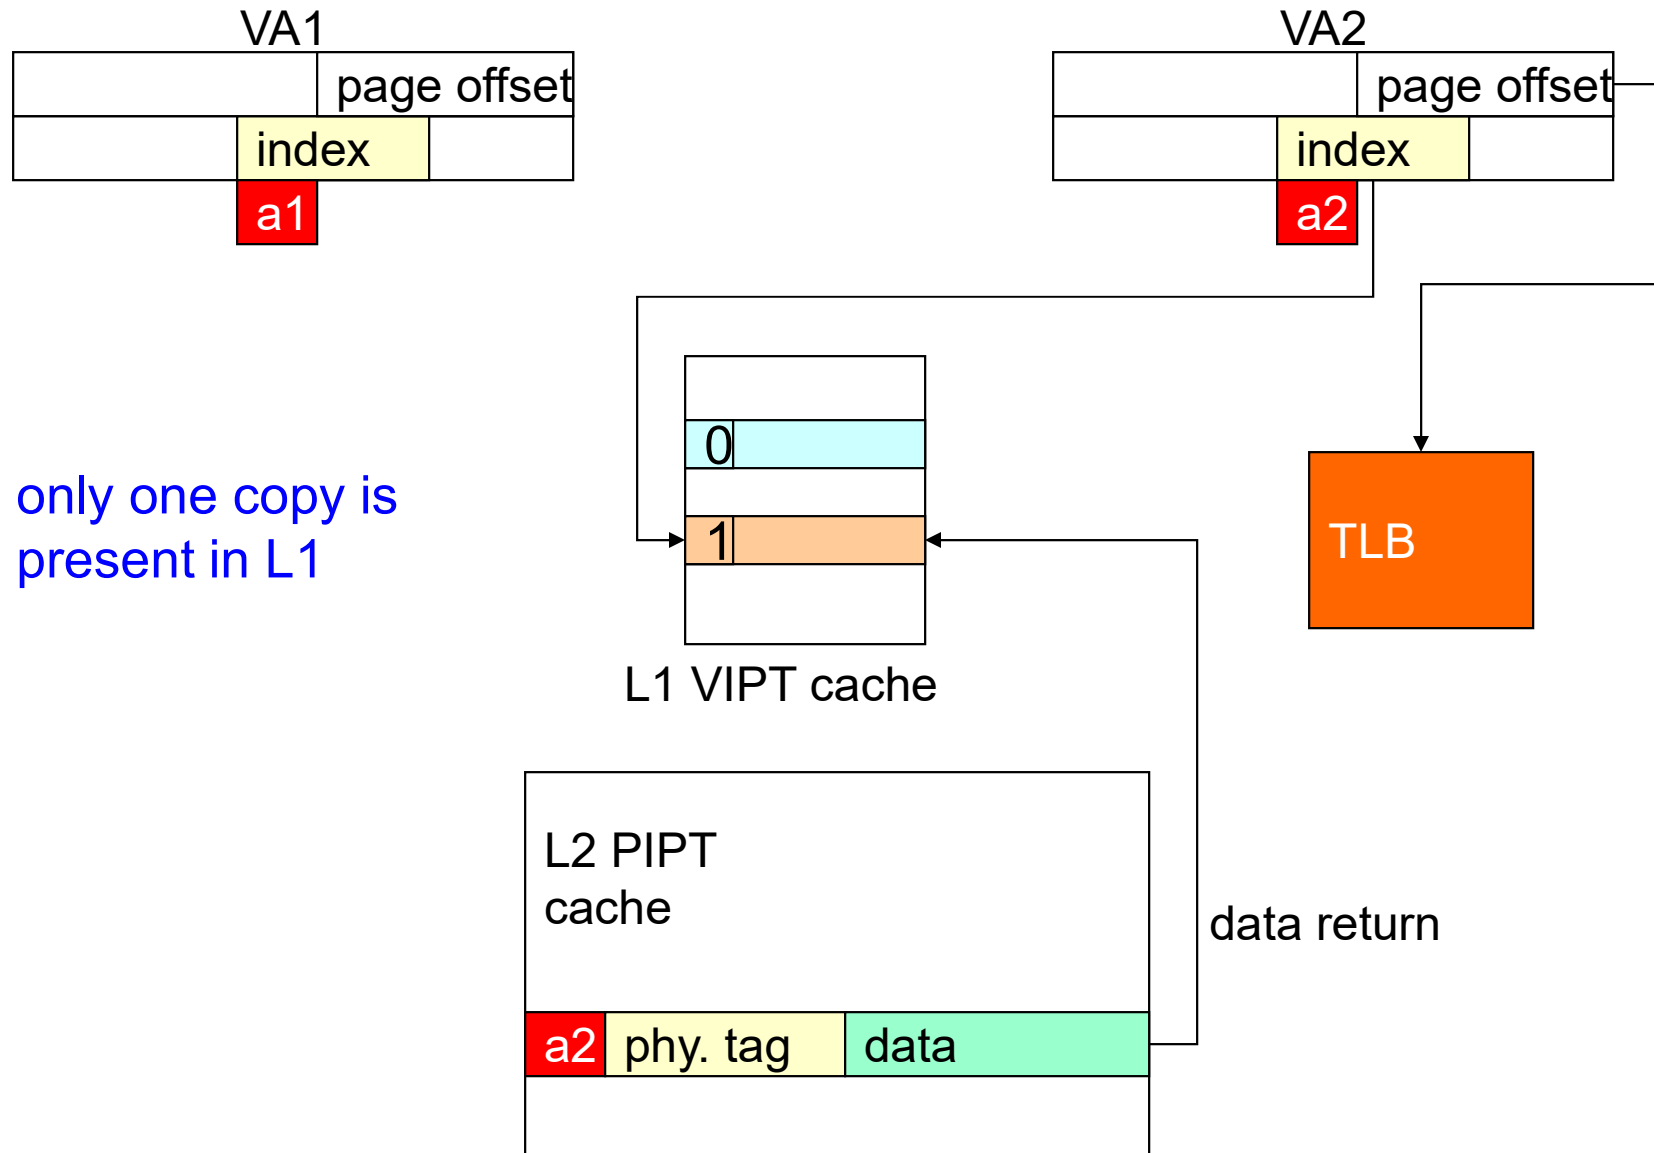 VA1
VA2
page offset
page offset
index
index
a1
a2
0
only one copy is
present in L1
1
TLB
L1 VIPT cache
L2 PIPT
cache
data return
a2
phy. tag
data